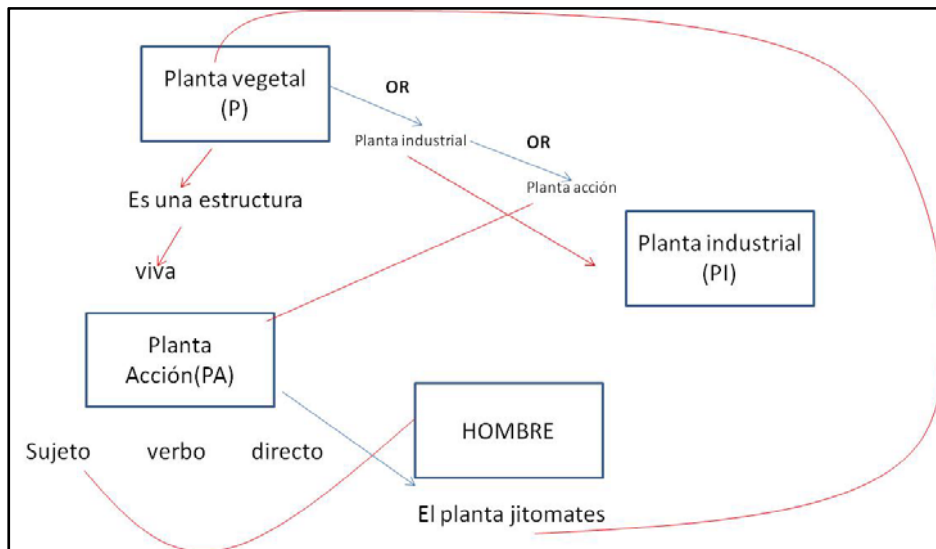 Planta vegetal
(P)
OR
Planta industrial
OR
Planta acción
Es una estructura
viva
Planta industrial
(PI)
Planta
Acción(PA)
HOMBRE
Sujeto verbo directo
El planta jitomates